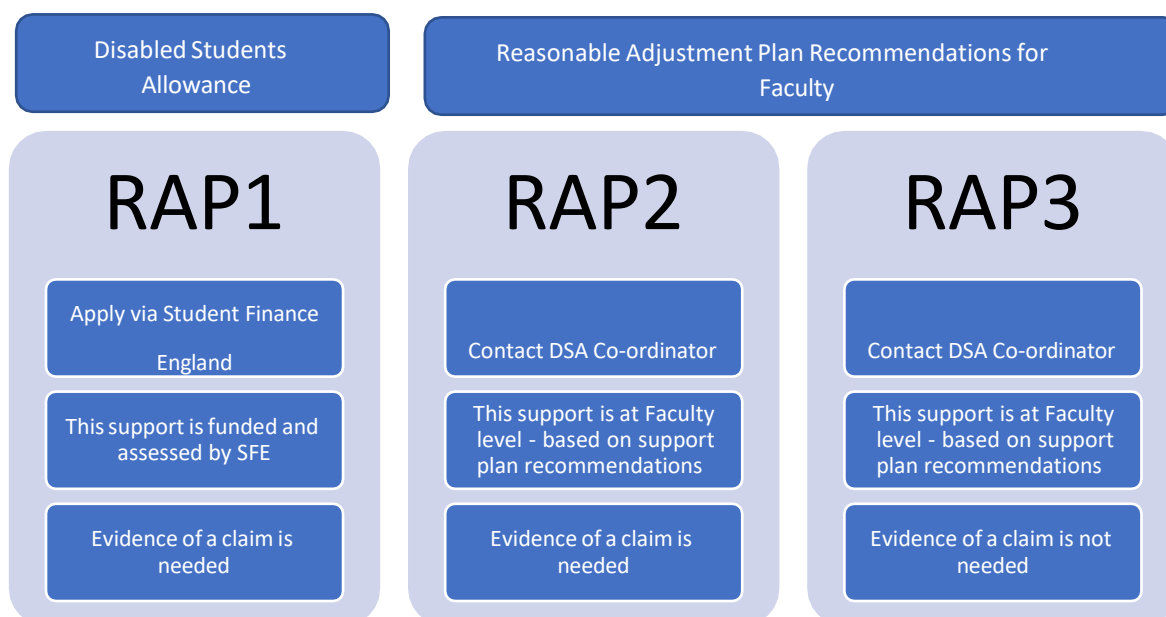 Disabled Students
Allowance
Reasonable Adjustment Plan Recommendations for
Faculty
RAP1
Apply via Student Finance
England
This support is funded and
assessed by SFE
Evidence of a claim is
needed
RAP2
Contact DSA Co-ordinator
This support is at Faculty
level - based on support
plan recommendations
Evidence of a claim is
needed
RAP3
Contact DSA Co-ordinator
This support is at Faculty
level - based on support
plan recommendations
Evidence of a claim is not
needed